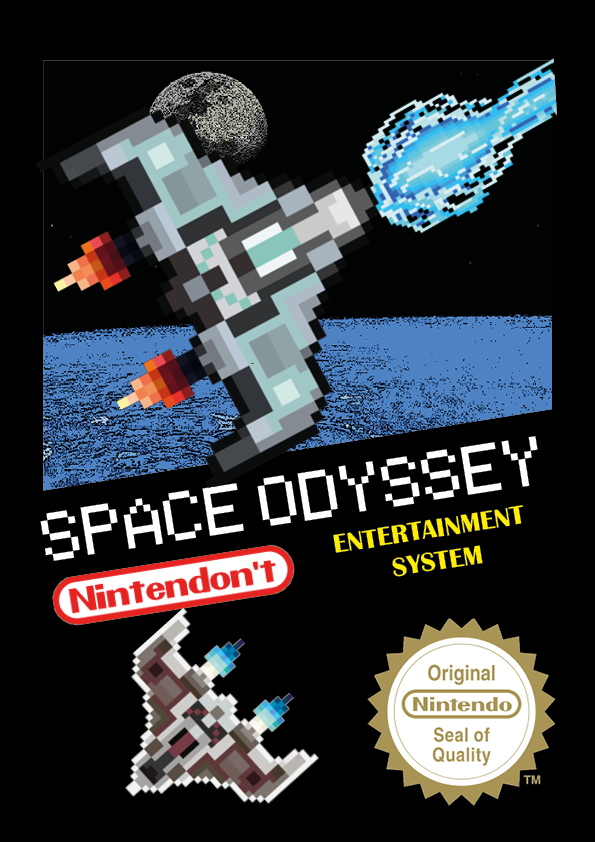 SPACE ODYSSEY
ENTERTAINMENT
SYSTEM
Nintendon't
Original
Nintendo
Seal of
Quality
TM